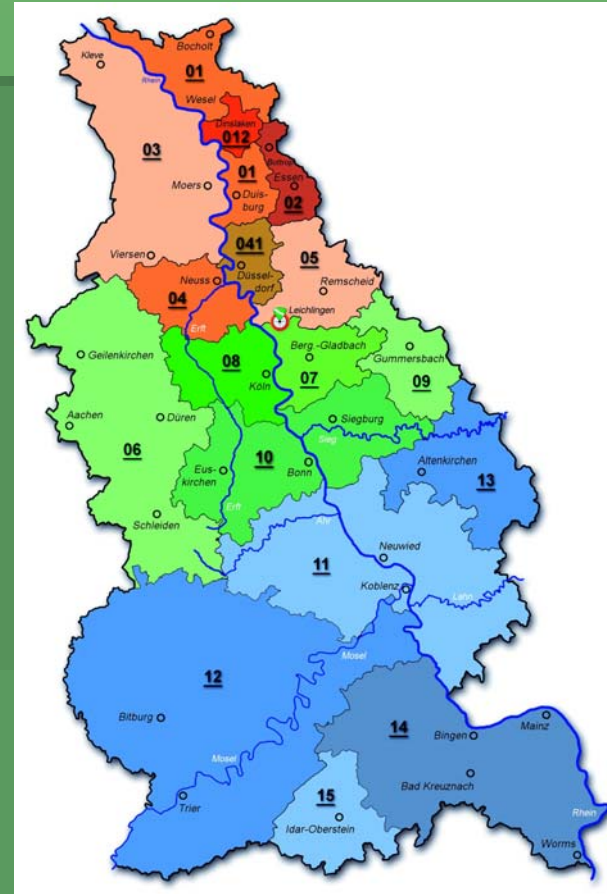 Bocholt
Kleve
01
Rhein
Wesel
Dinslaken
012
Bottrop
03
01
Essen
Moers
Duis-
burg
02
041
Viersen
05
Neuss
Düssel-
dorf
Remscheid
04
Leichlingen
Erft
Geilenkirchen
Berg.-Gladbach
Gummersbach
08
07
Köln
09
Aachen
Düren
Siegburg
06
10
Sieg
Eus-
kirchen
Bonn
Altenkirchen
13
Erft
Schleiden
Ahr
Neuwied
11
Koblenz
Lahn
Mosel
12
Bitburg
14
Mainz
Bingen
Mosel
Bad Kreuznach
Trier
15
Rhein
Idar-Oberstein
Worms